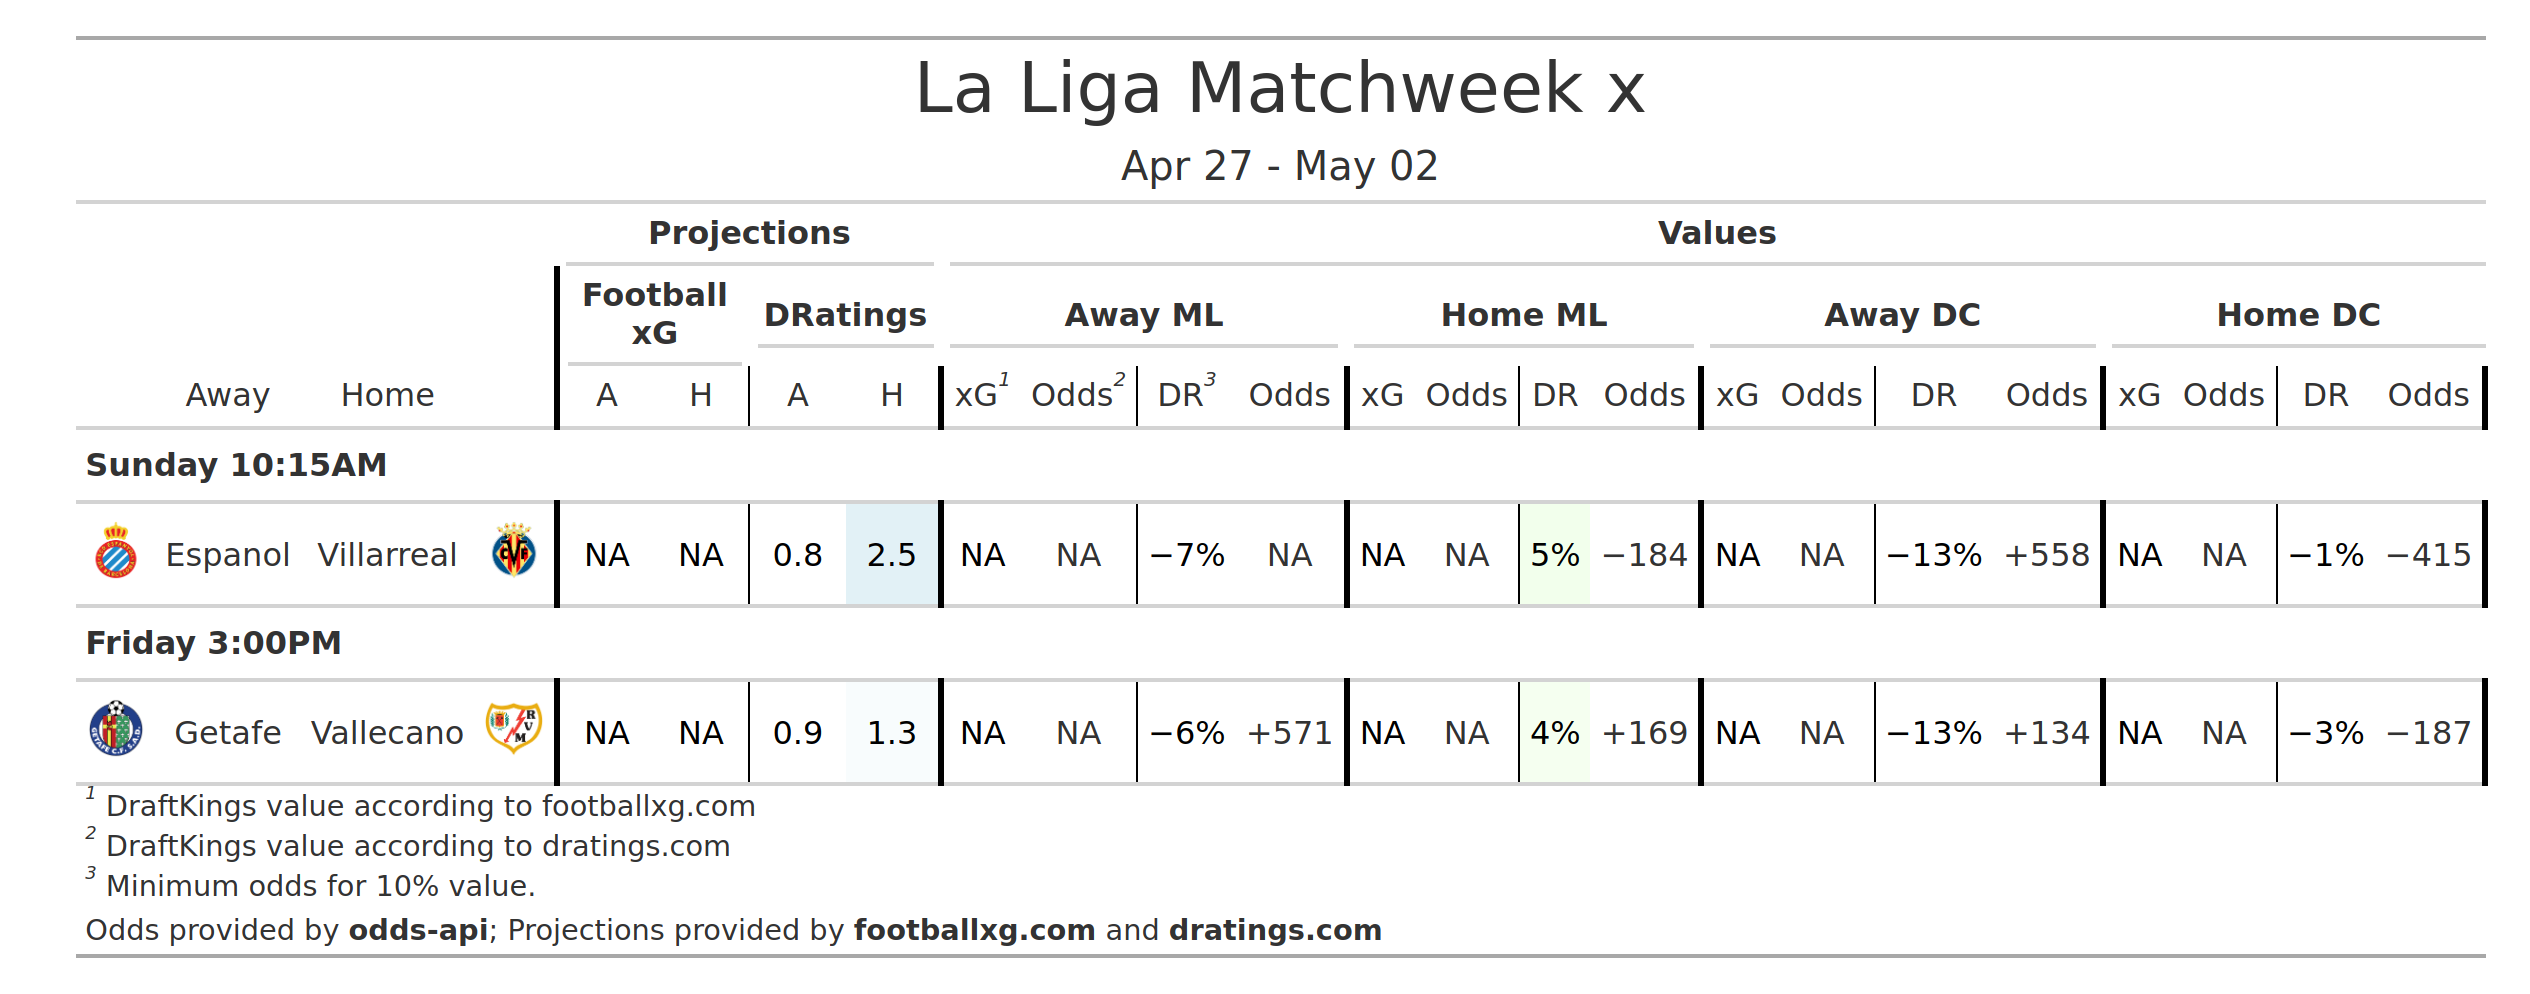 La Liga Matchweek x
Apr 27 - May 02
Projections Values
Football xG DRatings Away ML Home ML Away DC Home DC
Away Home A H A H xG1 Odds2 DR3 Odds xG Odds DR Odds xG Odds DR Odds xG Odds DR Odds
Sunday 10:15AM
Espanol Villarreal NA NA 0.8 2.5 NA NA −7% NA NA NA 5% −184 NA NA −13% +558 NA NA −1% −415
Friday 3:00PM
Getafe Vallecano NA NA 0.9 1.3 NA NA −6% +571 NA NA 4% +169 NA NA −13% +134 NA NA −3% −187
1 DraftKings value according to footballxg.com
2 DraftKings value according to dratings.com
3 Minimum odds for 10% value.
Odds provided by odds-api; Projections provided by footballxg.com and dratings.com